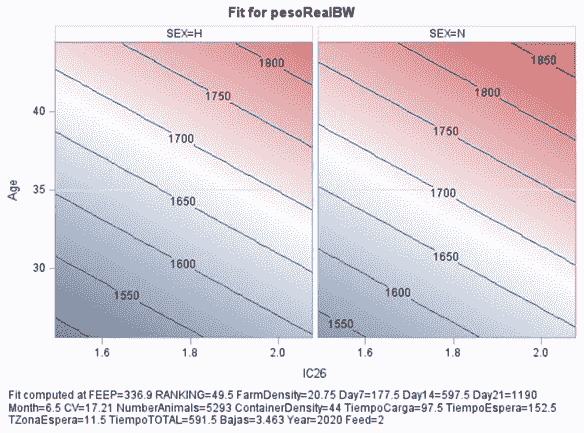 Fit for pesoRealBW
SEX=H
SEX=N
1800
1750
1700
1650
1600
1550
1850
1800
1750
1700
1650
1600
1550
40
35
30
Age
1.6
1.8
2.0
1.6
1.8
2.0
IC26
Fit computed at FEEP=336.9 RANKING=49.5 FarmDensity=20.75 Day7=177.5 Day14=597.5 Day21=1190
Month=6.5 CV=17.21 NumberAnimals=5293 ContainerDensity=44 TiempoCarga=97.5 TiempoEspera=152.5
TZonaEspera=11.5 TiempoTOTAL=591.5 Bajas=3.463 Year=2020 Feed=2